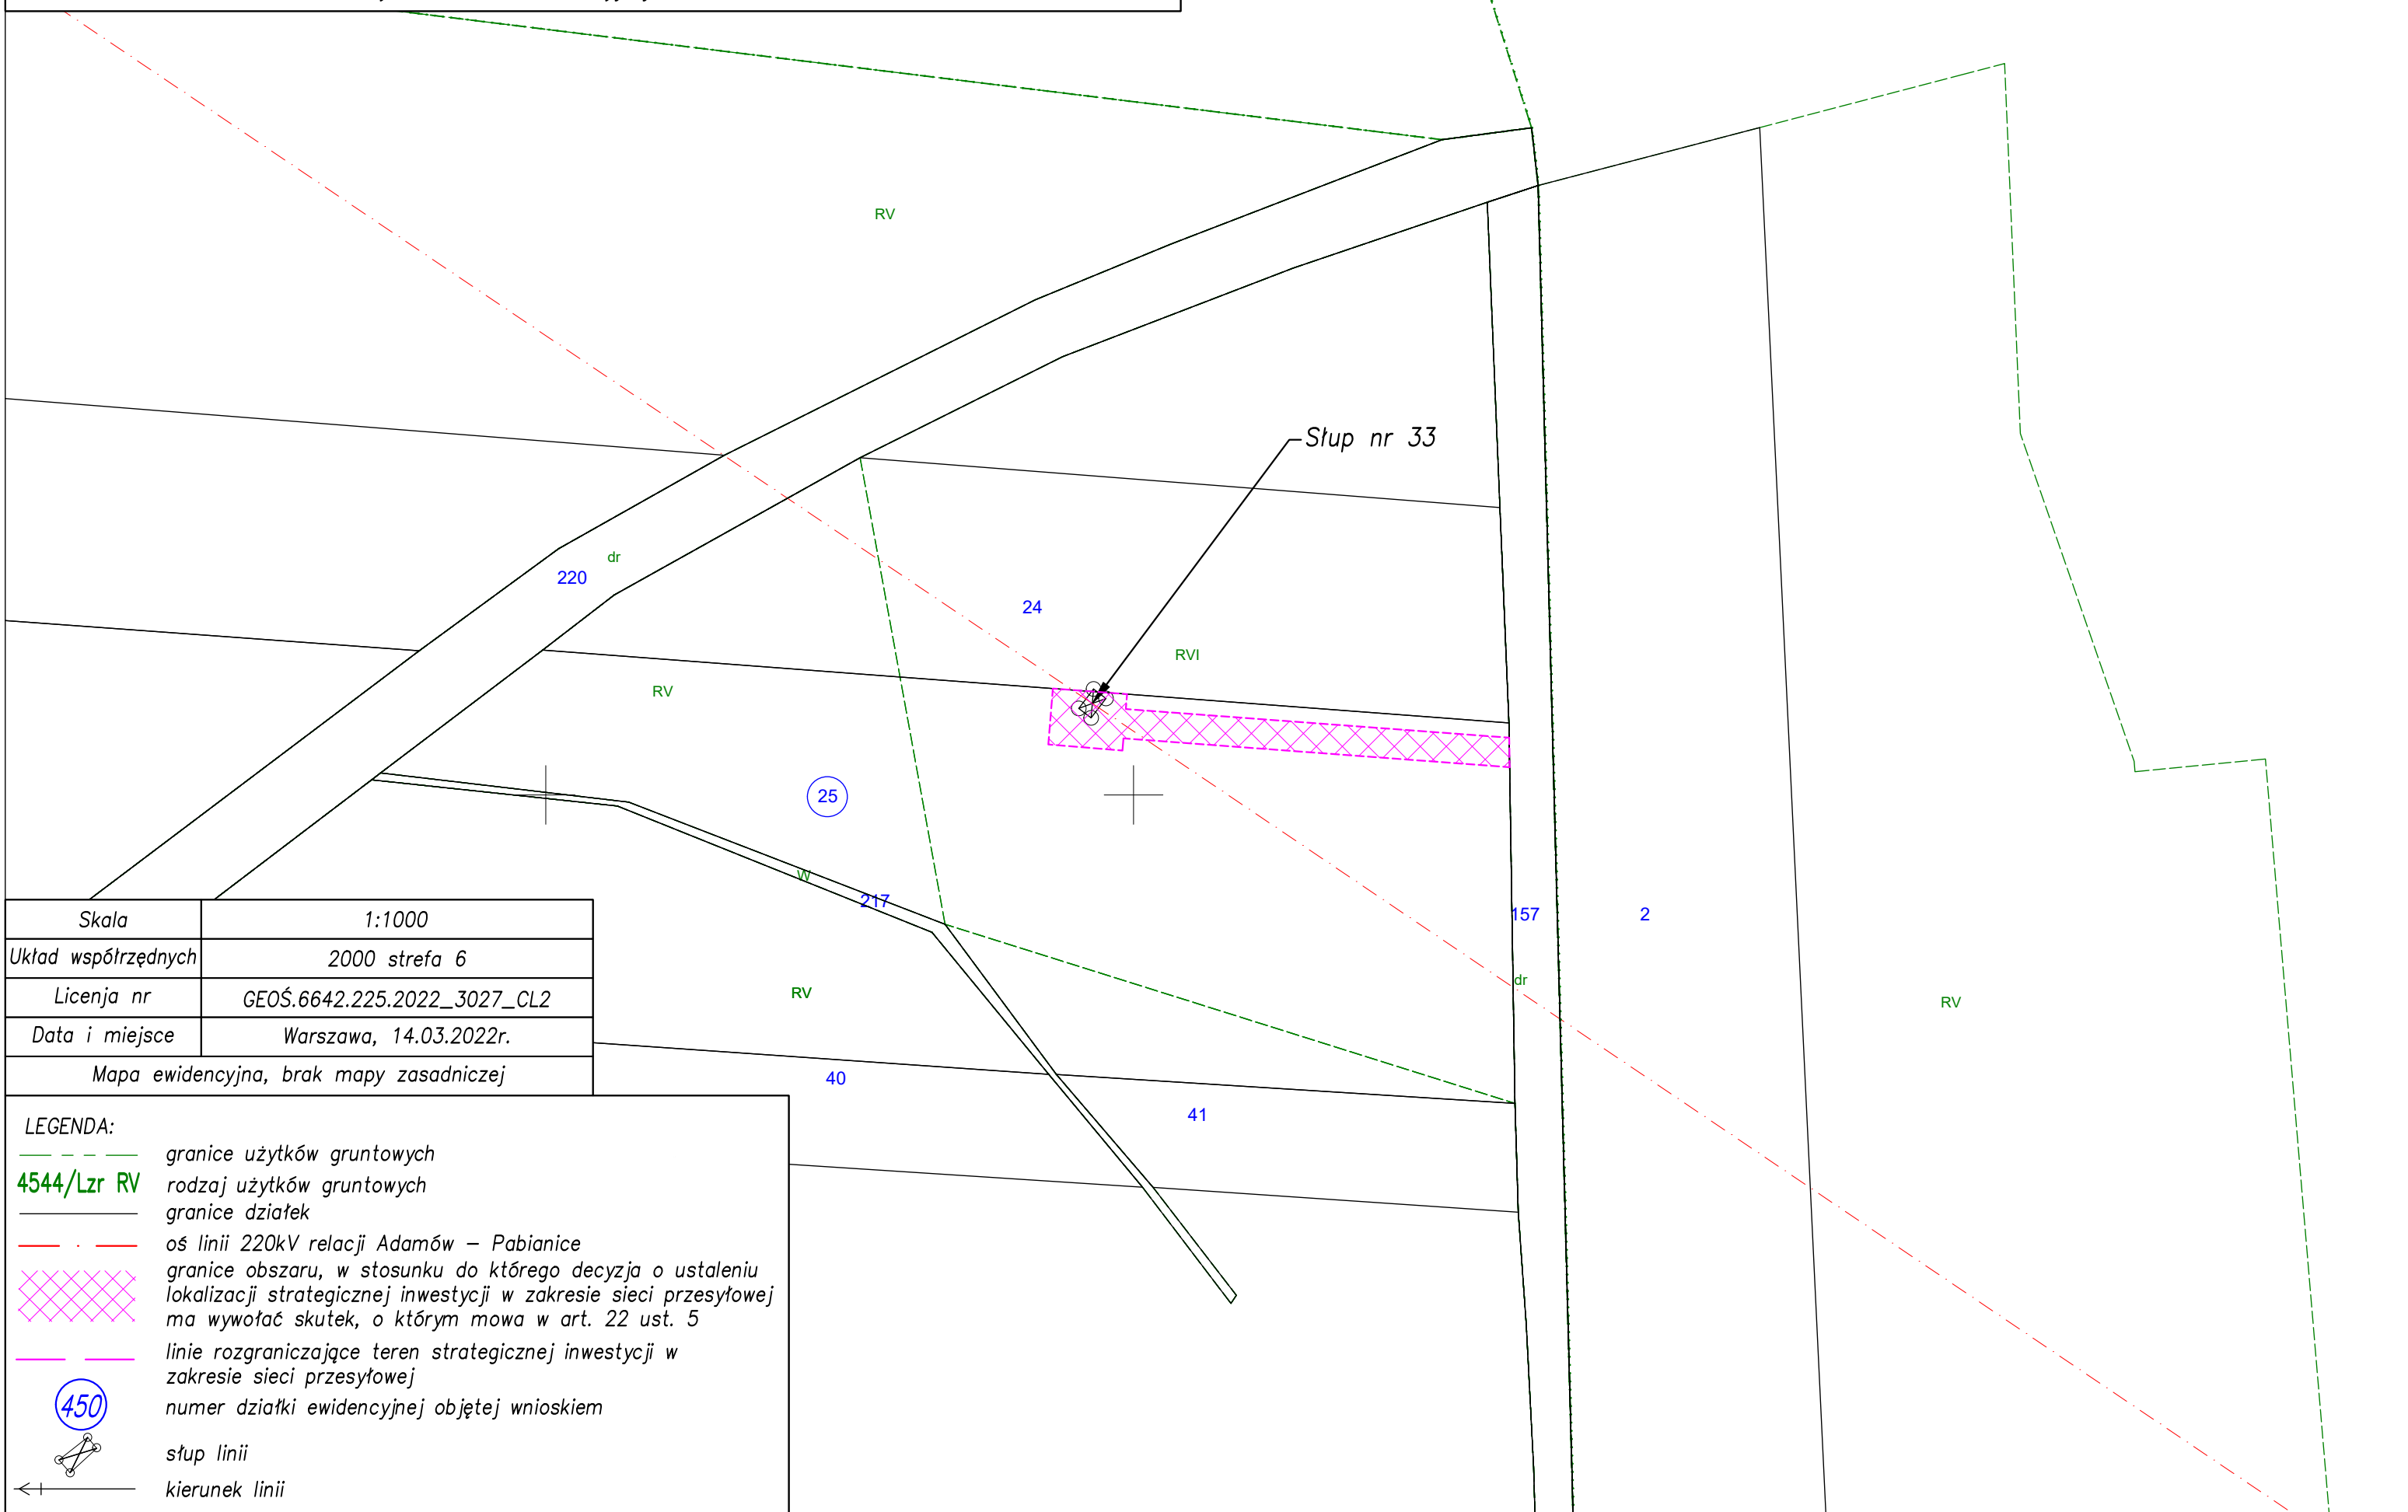 RV
Słup nr 33
dr
220
24
RVI
RV
25
W
217
157
2
dr
RV
RV
40
41
Skala 1:1000
Układ współrzędnych 2000 strefa 6
Licenja nr GEOŚ.6642.225.2022_3027_CL2
Data i miejsce Warszawa, 14.03.2022r.
Mapa ewidencyjna, brak mapy zasadniczej
LEGENDA:
granice użytków gruntowych
4544/Lzr RV rodzaj użytków gruntowych
granice działek
oś linii 220kV relacji Adamów – Pabianice
granice obszaru, w stosunku do którego decyzja o ustaleniu
lokalizacji strategicznej inwestycji w zakresie sieci przesyłowej
ma wywołać skutek, o którym mowa w art. 22 ust. 5
linie rozgraniczające teren strategicznej inwestycji w
zakresie sieci przesyłowej
450 numer działki ewidencyjnej objętej wnioskiem
słup linii
kierunek linii